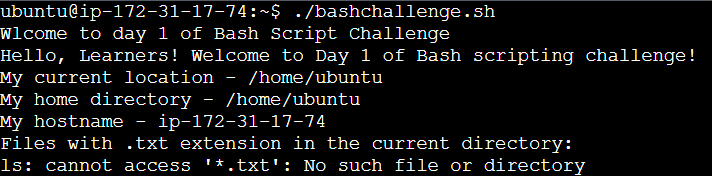 ubuntu@ip-172-31-17-74:~$ ./bashchallenge.sh
Wlcome to day 1 of Bash Script Challenge
Hello, Learners! Welcome to Day 1 of Bash scripting challenge!
My current location - /home/ubuntu
My home directory - /home/ubuntu
My hostname - ip-172-31-17-74
Files with .txt extension in the current directory:
ls: cannot access '*.txt': No such file or directory